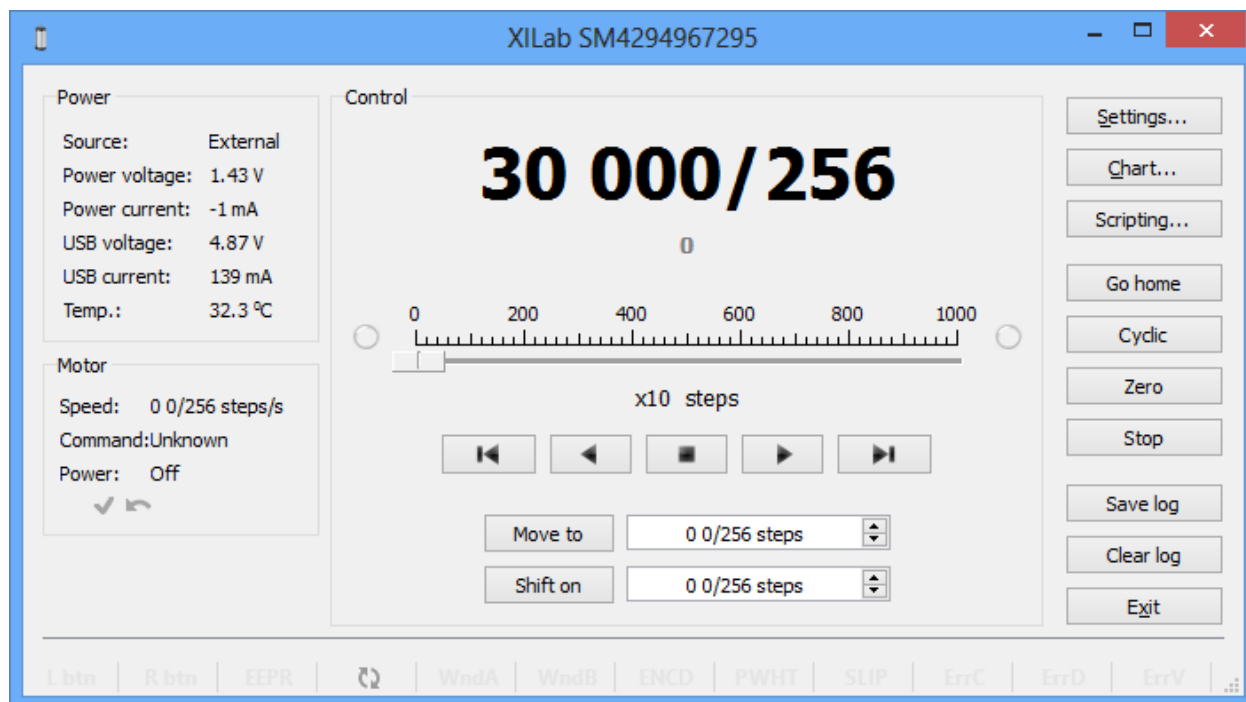 XILab SM4294967295
Power
Source: External
Power voltage: 1.43 V
Power current: -1 mA
USB voltage: 4.87 V
USB current: 139 mA
Temp.: 32.3 ºC
Motor
Speed: 0 0/256 steps/s
Command:Unknown
Power: Off
Control
30 000/256
0
0 200 400 600 800 1000
x10 steps
Move to 0 0/256 steps
Shift on 0 0/256 steps
Settings...
Chart...
Scripting...
Go home
Cyclic
Zero
Stop
Save log
Clear log
Exit
L btn R btn EEPR WndA WndB ENCD PWHT SLIP ErrC ErrD ErrV